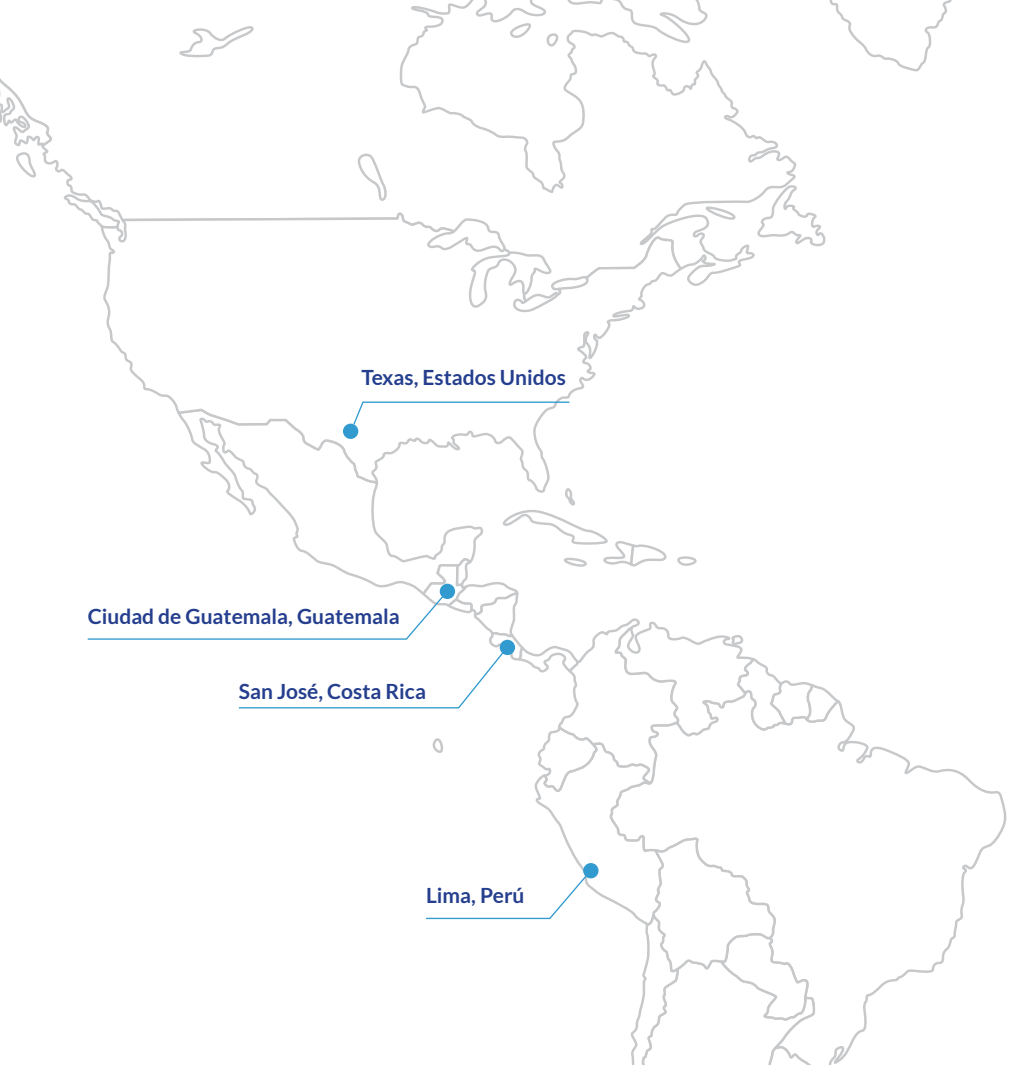 Texas, Estados Unidos
Ciudad de Guatemala, Guatemala
San José, Costa Rica
Lima, Perú